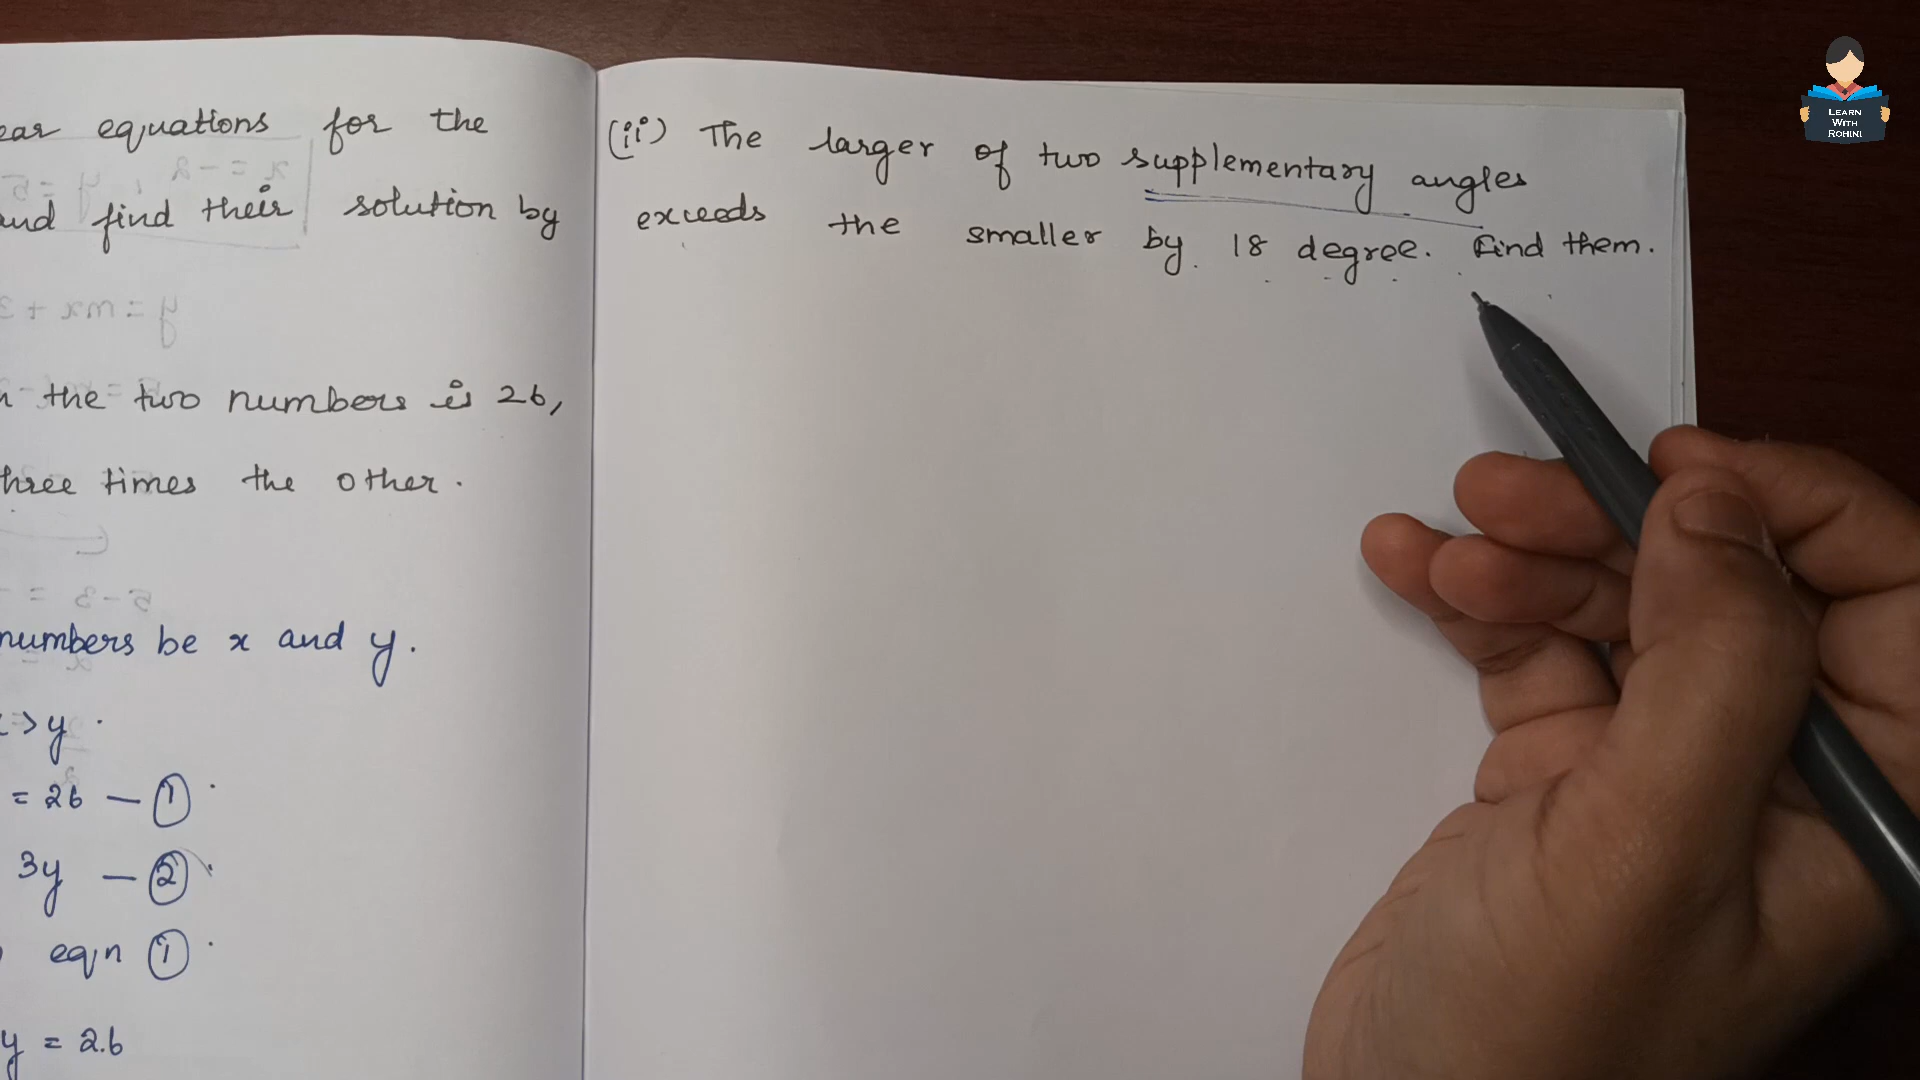 ear equations for the
and find their solution by
the two numbers is 26,
three times the other.
numbers be x and y.
> y.
= 26 — ①
3y — ②
eqn ①
y = 26
(ii) The larger of two supplementary angles
exceeds the smaller by 18 degree. Find them.
LEARN
WITH
ROHINI